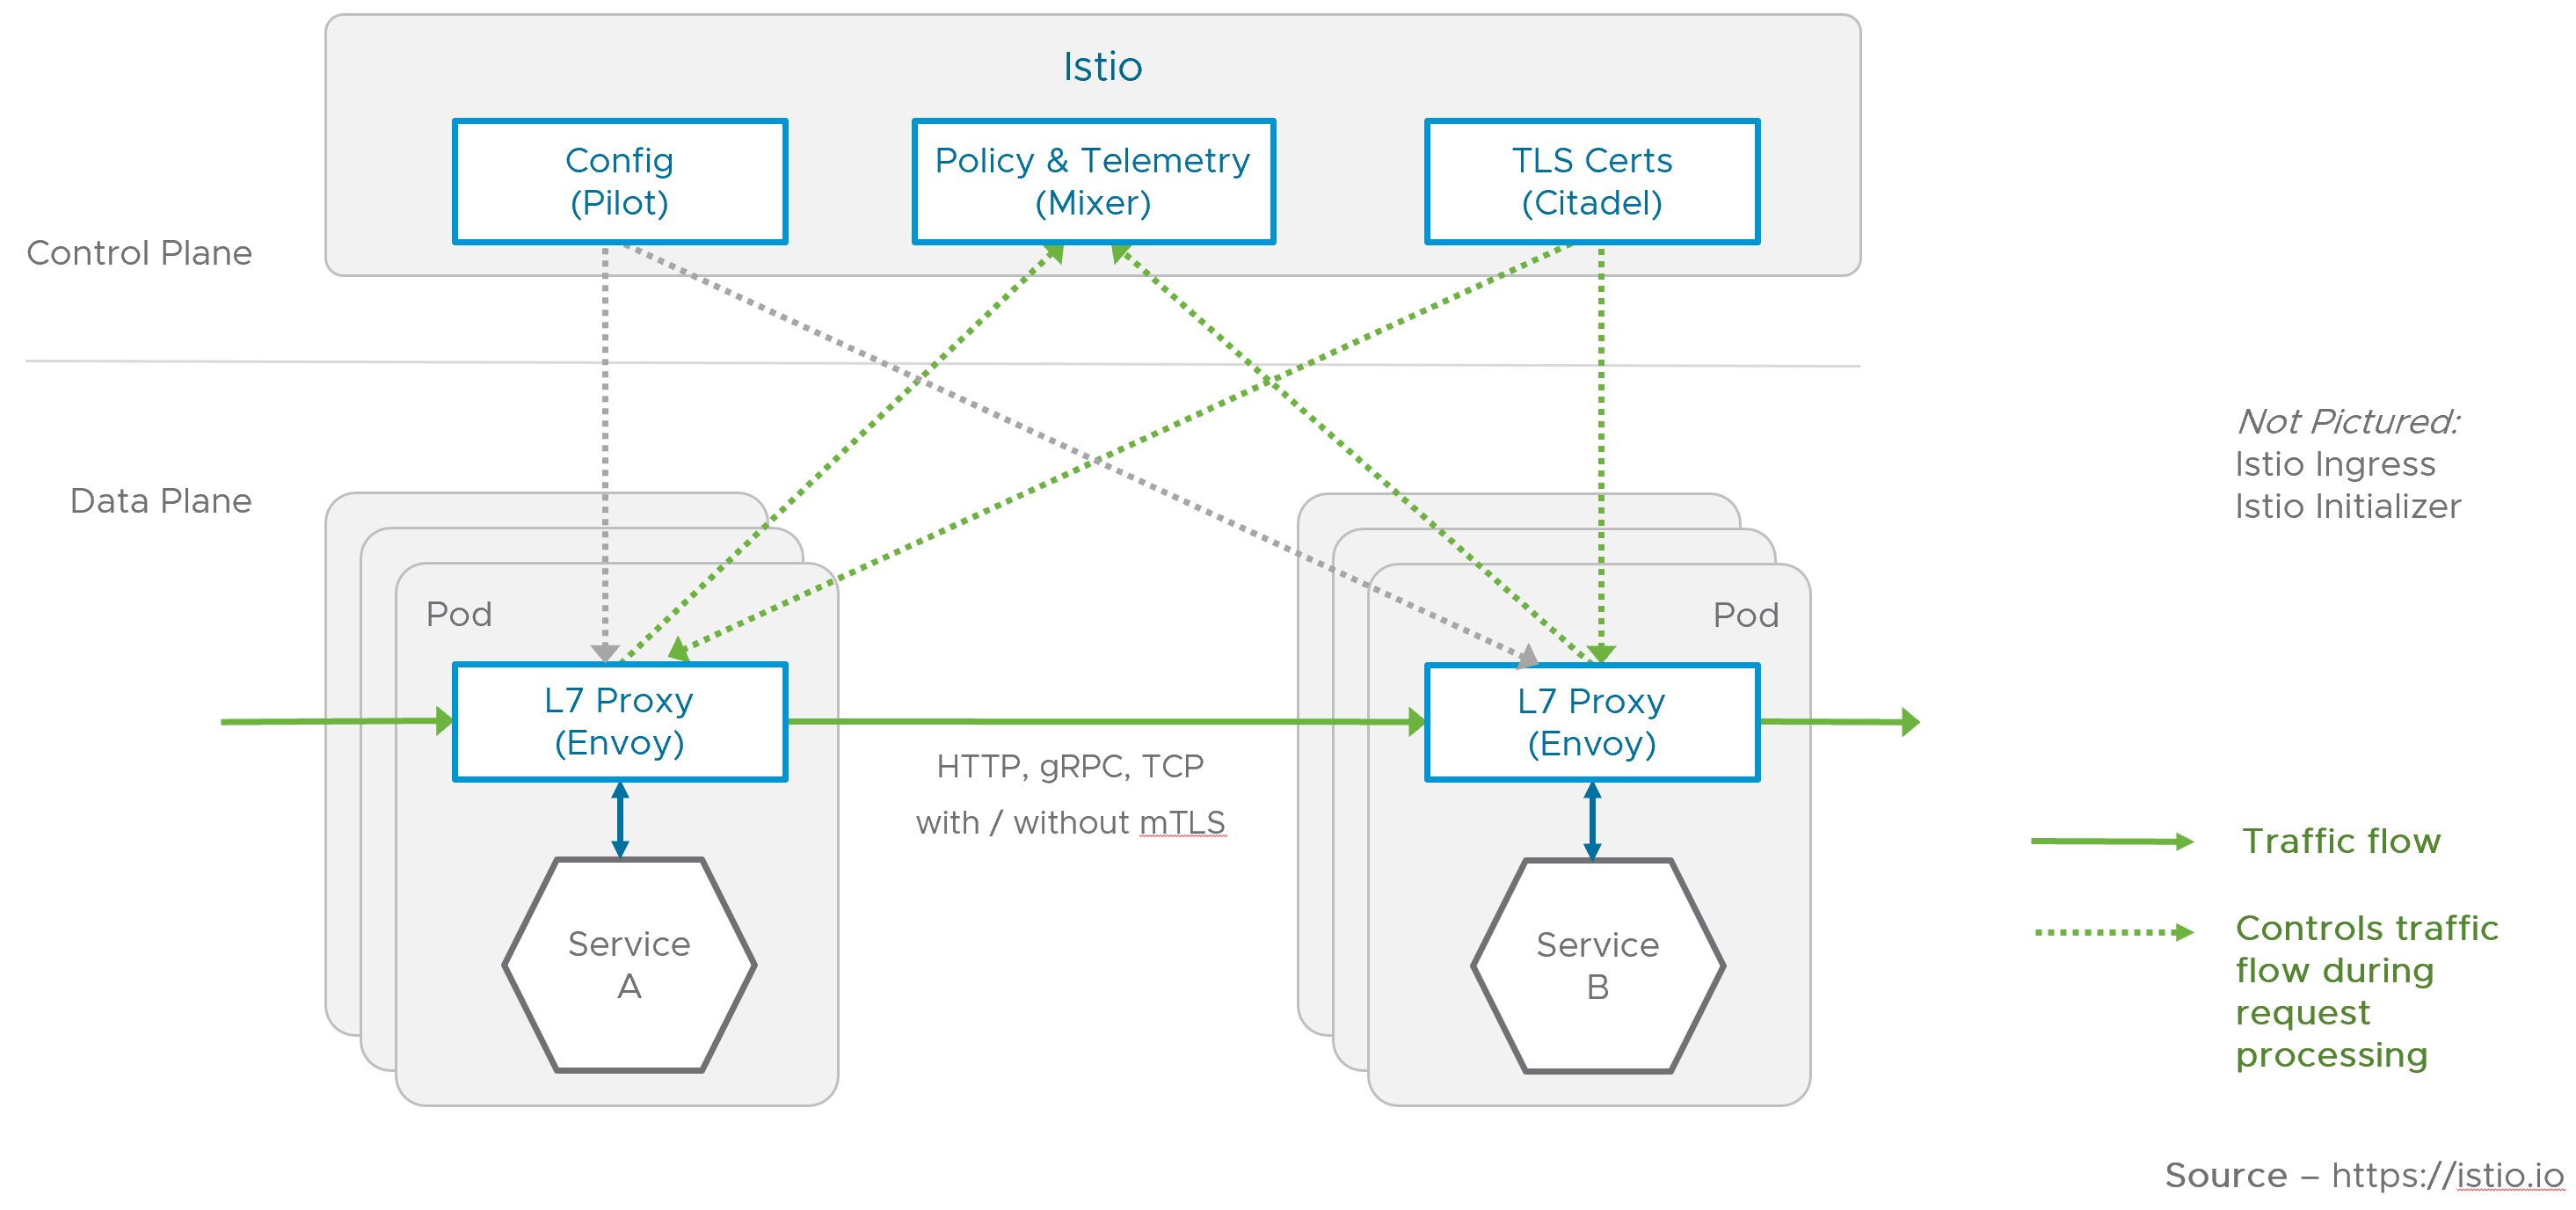 Istio
Config
(Pilot)
Policy & Telemetry
(Mixer)
TLS Certs
(Citadel)
Control Plane
Data Plane
Not Pictured:
Istio Ingress
Istio Initializer
Pod
L7 Proxy
(Envoy)
Service
A
HTTP, gRPC, TCP
with / without mTLS
Pod
L7 Proxy
(Envoy)
Service
B
Traffic flow
Controls traffic
flow during
request
processing
Source – https://istio.io